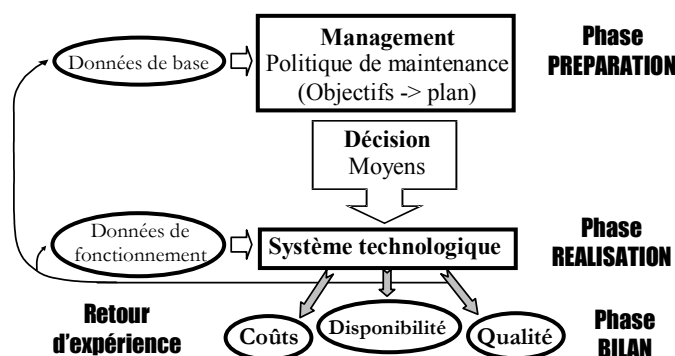 Données de base
Management
Politique de maintenance
(Objectifs -> plan)
Phase
PREPARATION
Décision
Moyens
Données de
fonctionnement
Système technologique
Phase
REALISATION
Retour
d'expérience
Coûts
Disponibilité
Qualité
Phase
BILAN